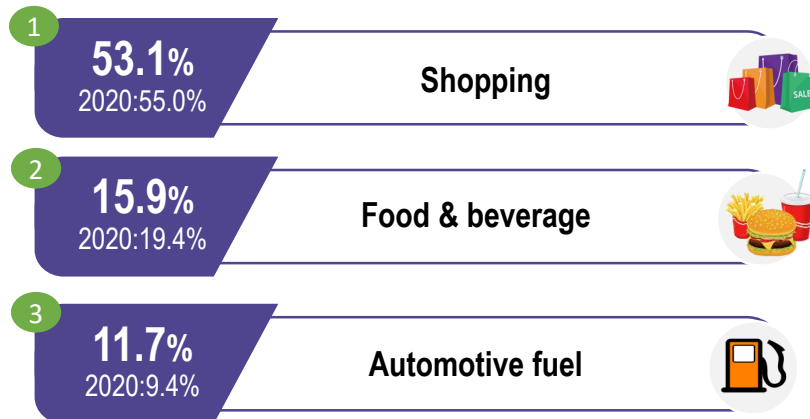 1
53.1%
2020:55.0%
Shopping
SALE
2
15.9%
2020:19.4%
Food & beverage
3
11.7%
2020:9.4%
Automotive fuel